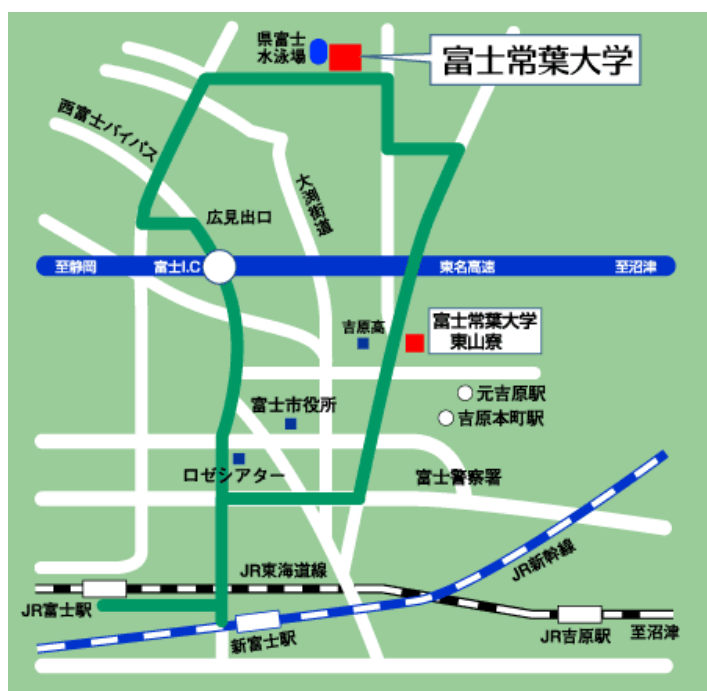 県富士
水泳場
富士常葉大学
西富士バイパス
大渕街道
広見出口
至静岡
富士I.C
東名高速
至沼津
吉原高
富士常葉大学
東山寮
元吉原駅
吉原本町駅
富士市役所
ロゼシアター
富士警察署
JR東海道線
JR新幹線
JR富士駅
新富士駅
JR吉原駅
至沼津